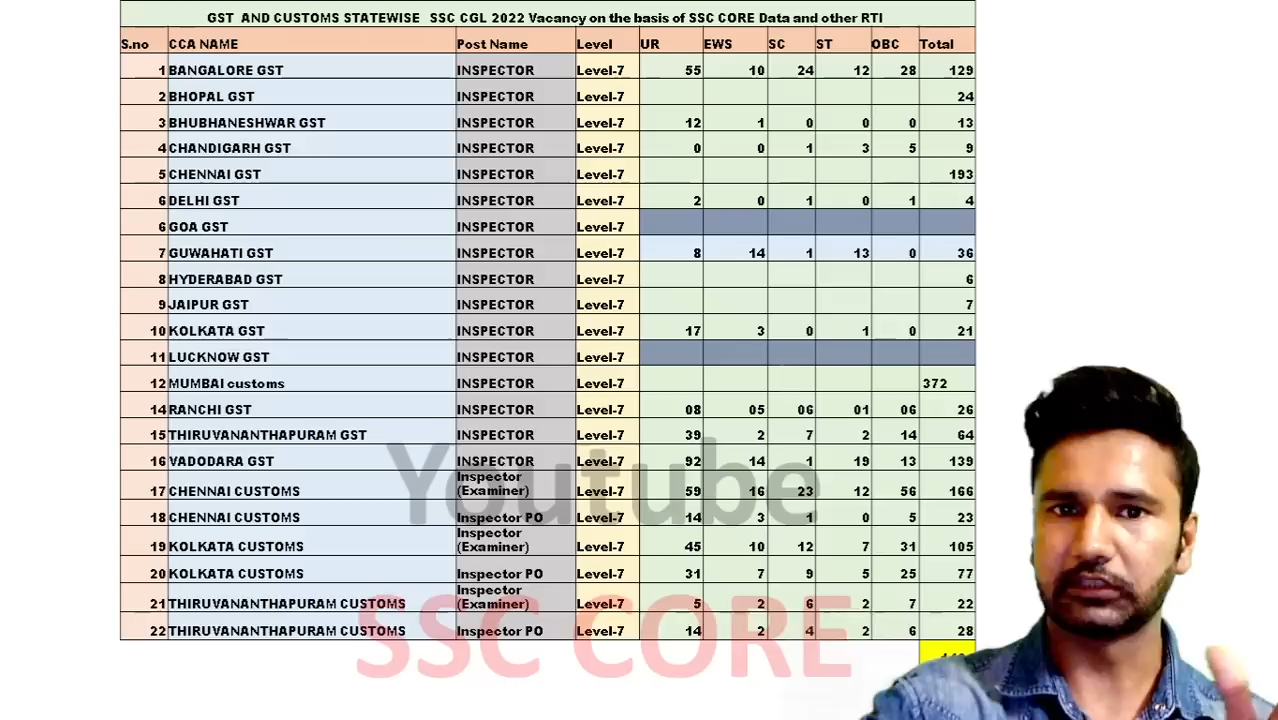 GST AND CUSTOMS STATEWISE SSC CGL 2022 Vacancy on the basis of SSC CORE Data and other RTI
S.no CCA NAME Post Name Level UR EWS SC ST OBC Total
1 BANGALORE GST INSPECTOR Level-7 55 10 24 12 28 129
2 BHOPAL GST INSPECTOR Level-7 24
3 BHUBHANESHWAR GST INSPECTOR Level-7 12 1 0 0 0 13
4 CHANDIGARH GST INSPECTOR Level-7 0 0 1 3 5 9
5 CHENNAI GST INSPECTOR Level-7 193
6 DELHI GST INSPECTOR Level-7 2 0 1 0 1 4
6 GOA GST INSPECTOR Level-7
7 GUWAHATI GST INSPECTOR Level-7 8 14 1 13 0 36
8 HYDERABAD GST INSPECTOR Level-7 6
9 JAIPUR GST INSPECTOR Level-7 7
10 KOLKATA GST INSPECTOR Level-7 17 3 0 1 0 21
11 LUCKNOW GST INSPECTOR Level-7
12 MUMBAI customs INSPECTOR Level-7 372
14 RANCHI GST INSPECTOR Level-7 08 05 06 01 06 26
15 THIRUVANANTHAPURAM GST INSPECTOR Level-7 39 2 7 2 14 64
16 VADODARA GST INSPECTOR Level-7 92 14 1 19 13 139
17 CHENNAI CUSTOMS Inspector (Examiner) Level-7 59 16 23 12 56 166
18 CHENNAI CUSTOMS Inspector PO Level-7 14 3 1 0 5 23
19 KOLKATA CUSTOMS Inspector (Examiner) Level-7 45 10 12 7 31 105
20 KOLKATA CUSTOMS Inspector PO Level-7 31 7 9 5 25 77
21 THIRUVANANTHAPURAM CUSTOMS Inspector (Examiner) Level-7 5 2 6 2 7 22
22 THIRUVANANTHAPURAM CUSTOMS Inspector PO Level-7 14 2 4 2 6 28
Youtube
SSC CORE